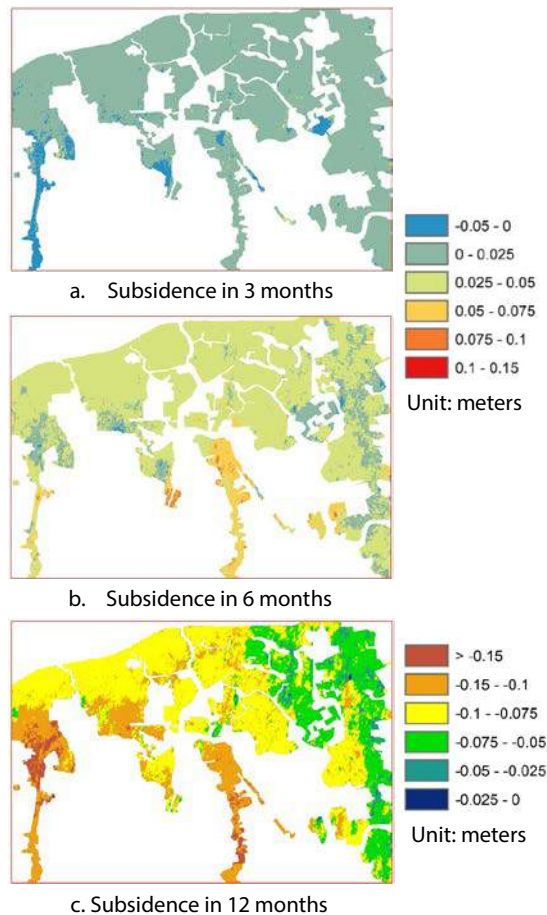 a. Subsidence in 3 months
-0.05 - 0
0 - 0.025
0.025 - 0.05
0.05 - 0.075
0.075 - 0.1
0.1 - 0.15
Unit: meters
b. Subsidence in 6 months
> -0.15
-0.15 - -0.1
-0.1 - -0.075
-0.075 - -0.05
-0.05 - -0.025
-0.025 - 0
Unit: meters
c. Subsidence in 12 months